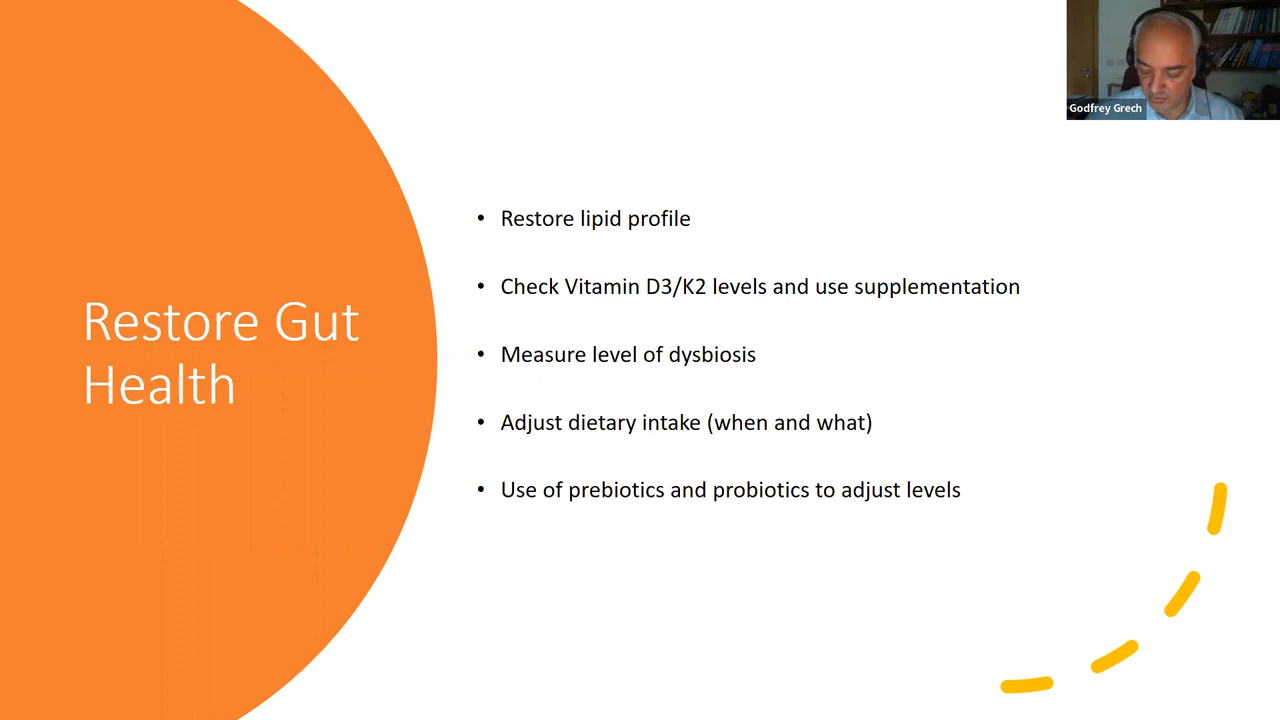 Godfrey Grech
Restore Gut
Health
• Restore lipid profile
• Check Vitamin D3/K2 levels and use supplementation
• Measure level of dysbiosis
• Adjust dietary intake (when and what)
• Use of prebiotics and probiotics to adjust levels